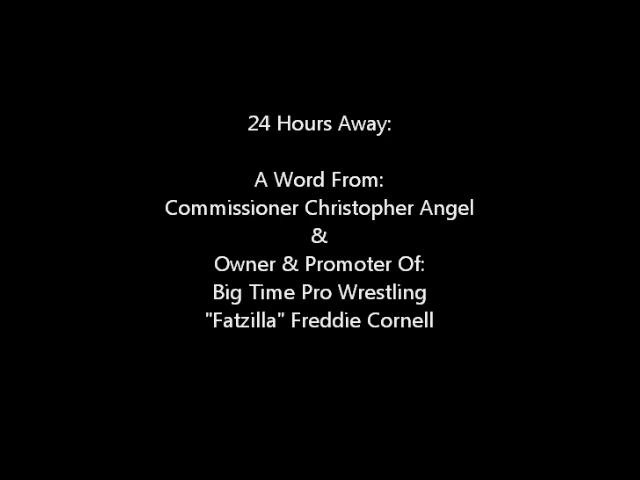 24 Hours Away:
A Word From:
Commissioner Christopher Angel
&
Owner & Promoter Of:
Big Time Pro Wrestling
"Fatzilla" Freddie Cornell